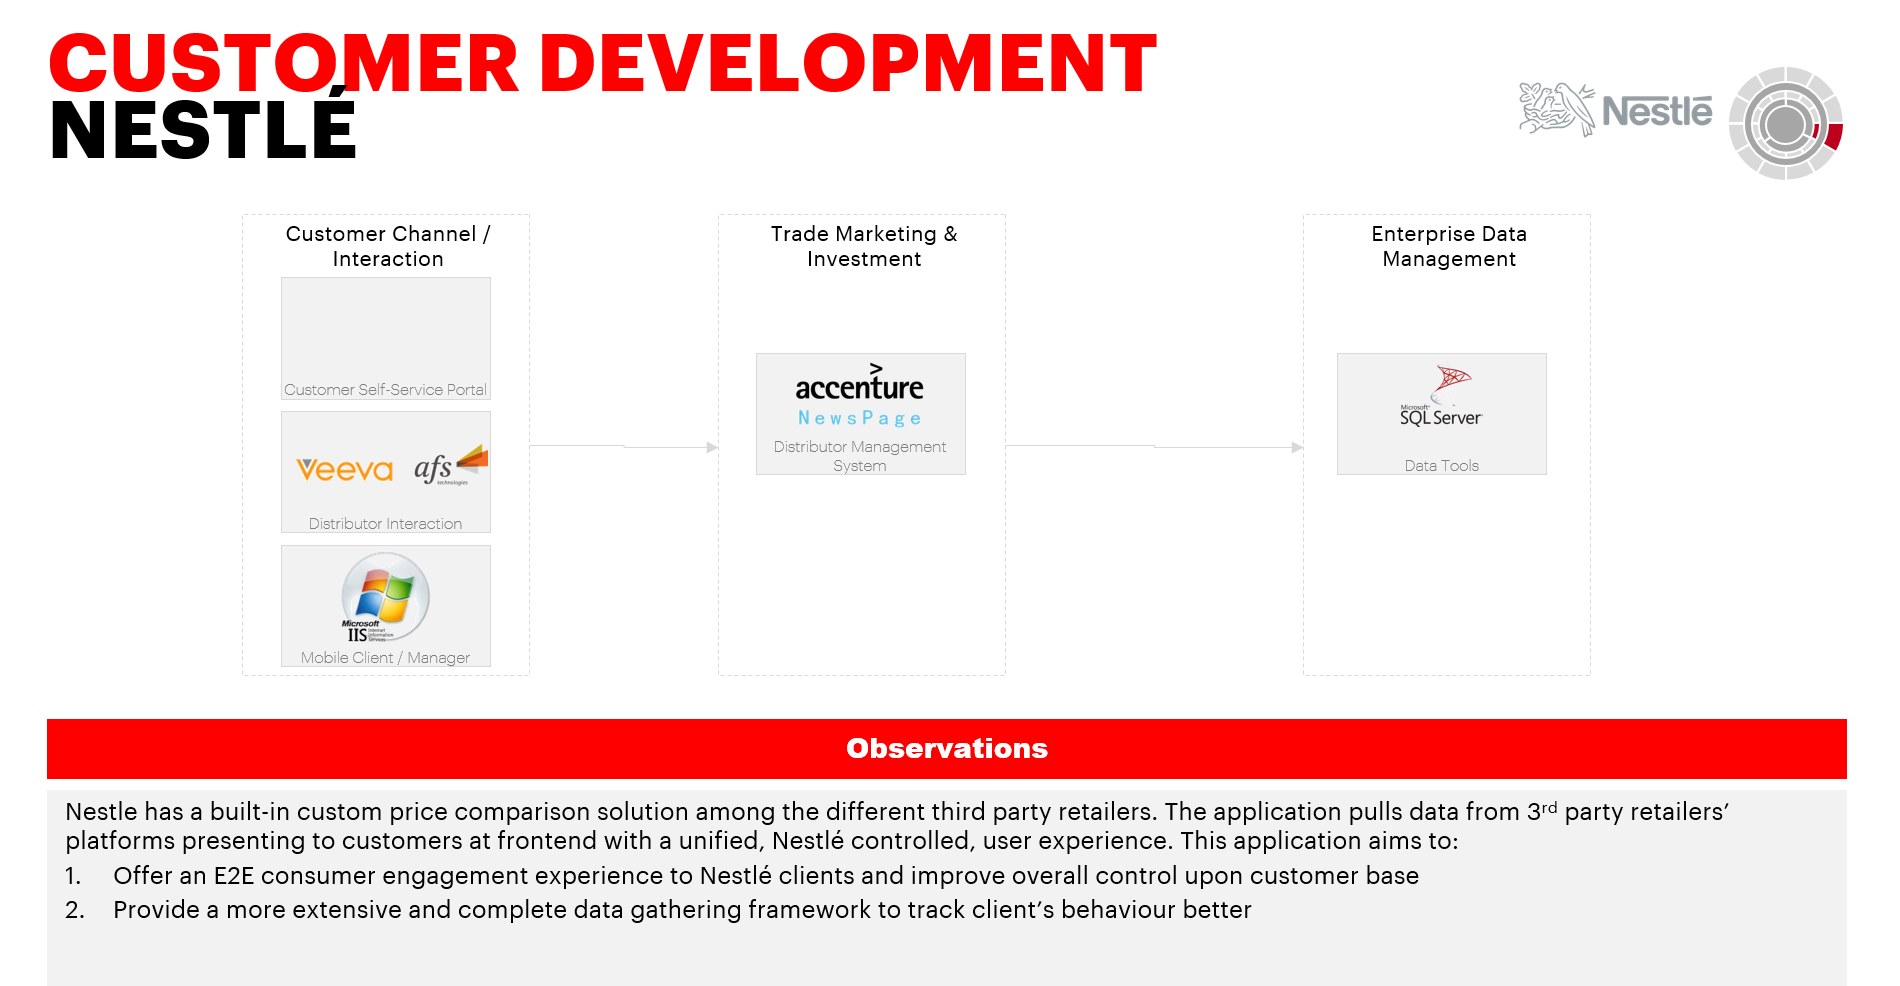 CUSTOMER DEVELOPMENT
NESTLÉ
Nestlé
Customer Channel /
Interaction
Customer Self-Service Portal
Veeva
afs
technologies
Distributor Interaction
Microsoft
IIS Internet
Information
Services
Mobile Client / Manager
Trade Marketing &
Investment
>
accenture
NewsPage
Distributor Management
System
Enterprise Data
Management
Microsoft®
SQL Server®
Data Tools
Observations
Nestle has a built-in custom price comparison solution among the different third party retailers. The application pulls data from 3rd party retailers’
platforms presenting to customers at frontend with a unified, Nestlé controlled, user experience. This application aims to:
1. Offer an E2E consumer engagement experience to Nestlé clients and improve overall control upon customer base
2. Provide a more extensive and complete data gathering framework to track client’s behaviour better